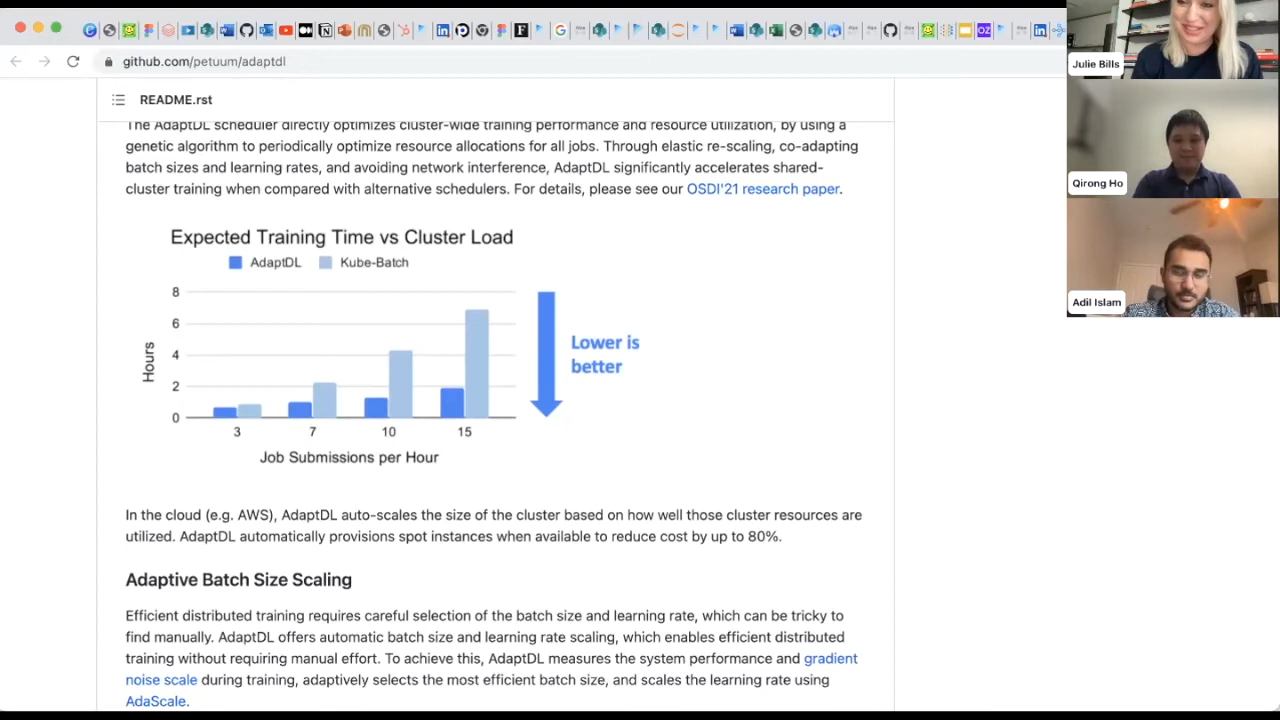 github.com/petuum/adaptdl
README.rst
The AdaptDL scheduler directly optimizes cluster-wide training performance and resource utilization, by using a
genetic algorithm to periodically optimize resource allocations for all jobs. Through elastic re-scaling, co-adapting
batch sizes and learning rates, and avoiding network interference, AdaptDL significantly accelerates shared-
cluster training when compared with alternative schedulers. For details, please see our OSDI'21 research paper.
Expected Training Time vs Cluster Load
AdaptDL Kube-Batch
8
6
4
2
0
Hours
3 7 10 15
Job Submissions per Hour
Lower is
better
In the cloud (e.g. AWS), AdaptDL auto-scales the size of the cluster based on how well those cluster resources are
utilized. AdaptDL automatically provisions spot instances when available to reduce cost by up to 80%.
Adaptive Batch Size Scaling
Efficient distributed training requires careful selection of the batch size and learning rate, which can be tricky to
find manually. AdaptDL offers automatic batch size and learning rate scaling, which enables efficient distributed
training without requiring manual effort. To achieve this, AdaptDL measures the system performance and gradient
noise scale during training, adaptively selects the most efficient batch size, and scales the learning rate using
AdaScale.
Julie Bills
Qirong Ho
Adil Islam